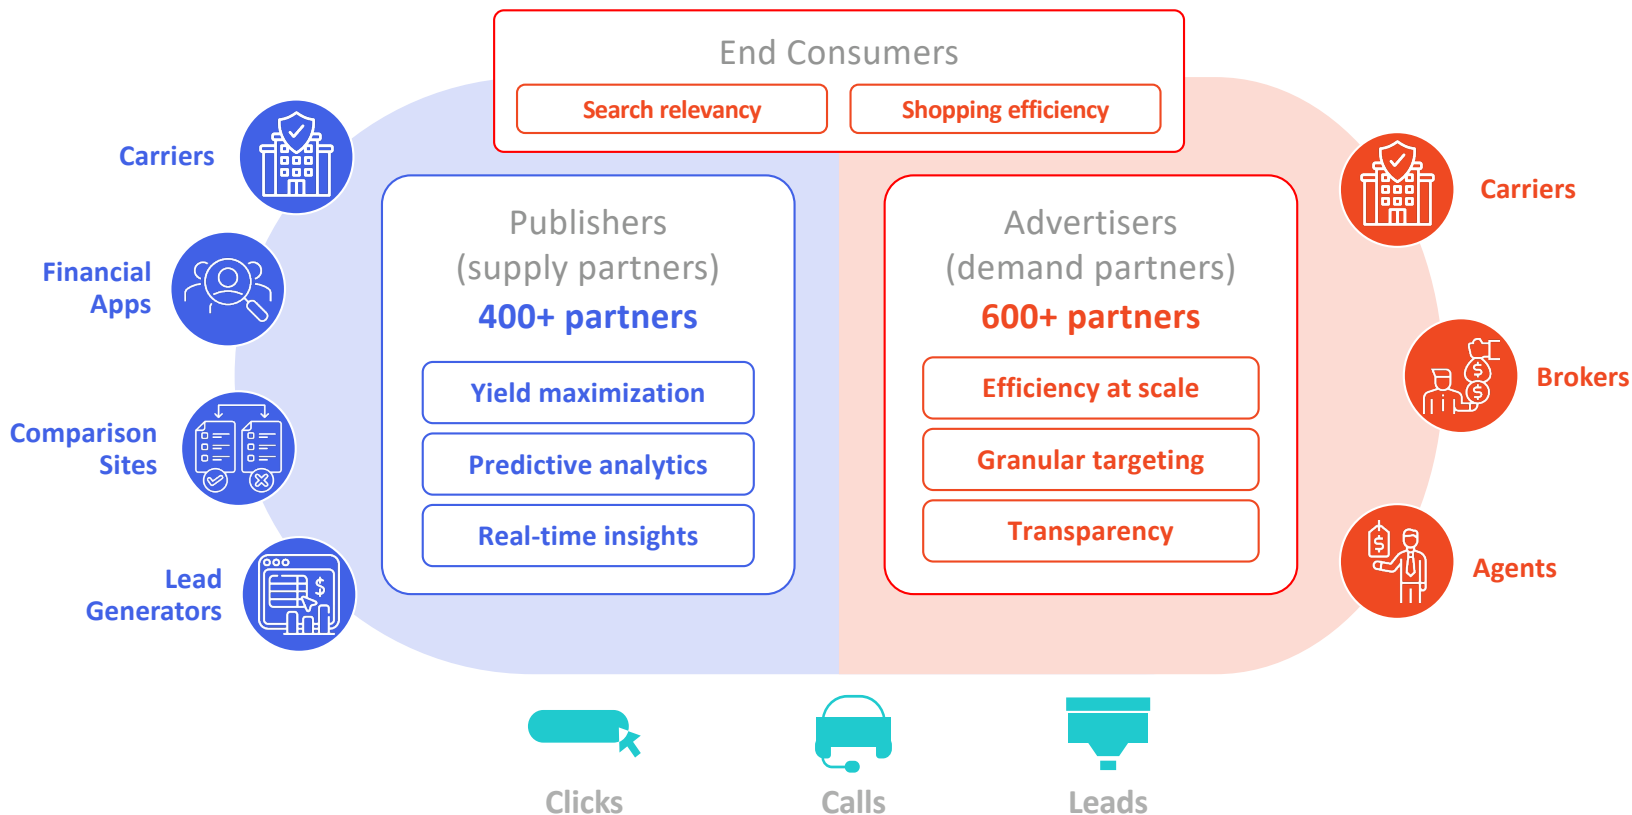 End Consumers
Search relevancy
Shopping efficiency
Carriers
Financial
Apps
Comparison
Sites
Lead
Generators
Publishers
(supply partners)
400+ partners
Yield maximization
Predictive analytics
Real-time insights
Advertisers
(demand partners)
600+ partners
Efficiency at scale
Granular targeting
Transparency
Carriers
Brokers
Agents
Clicks
Calls
Leads